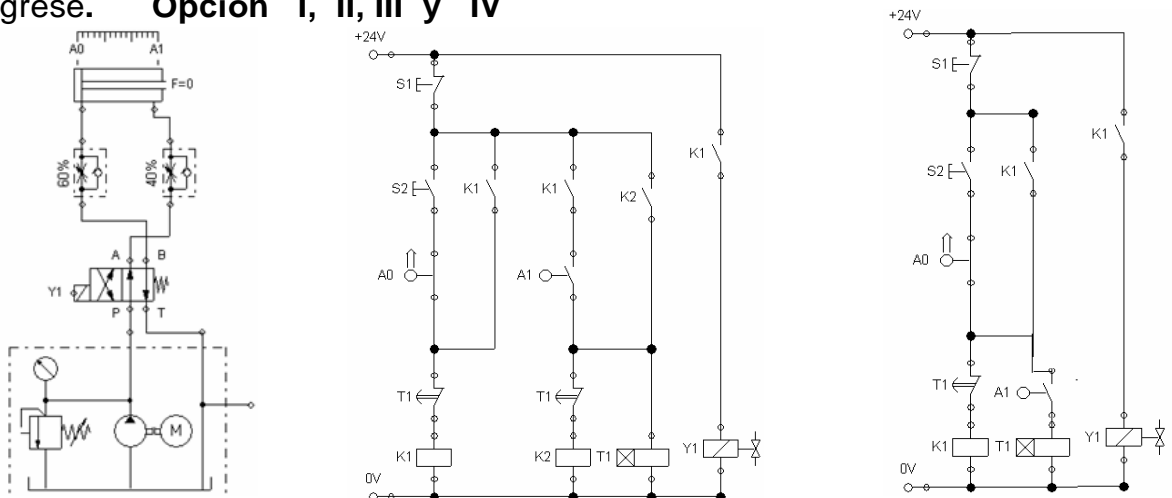 grese. Opción I, II, III y IV
A0 A1
F=0
60% 40%
A B
Y1
P T
M
+24V
S1
K1
S2 K1 K1 K2
A0 A1
T1 T1
K1 K2 T1 Y1
0V
+24V
S1
K1
S2 K1
A0
T1 A1
K1 T1 Y1
0V